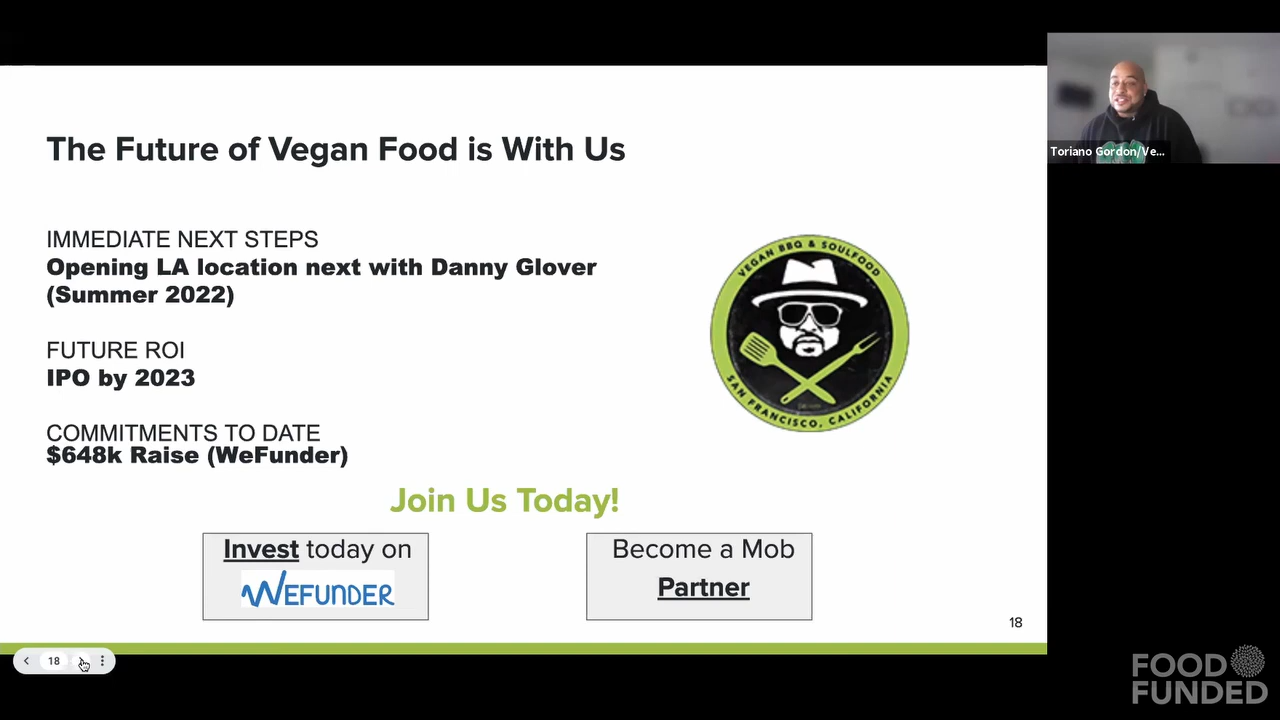 The Future of Vegan Food is With Us
IMMEDIATE NEXT STEPS
Opening LA location next with Danny Glover
(Summer 2022)
FUTURE ROI
IPO by 2023
COMMITMENTS TO DATE
$648k Raise (WeFunder)
Join Us Today!
Invest today on
WEFUNDER
Become a Mob
Partner
18
VEGAN BBQ & SOULFOOD
SAN FRANCISCO, CALIFORNIA
Toriano Gordon/Ve...
18
FOOD
FUNDED